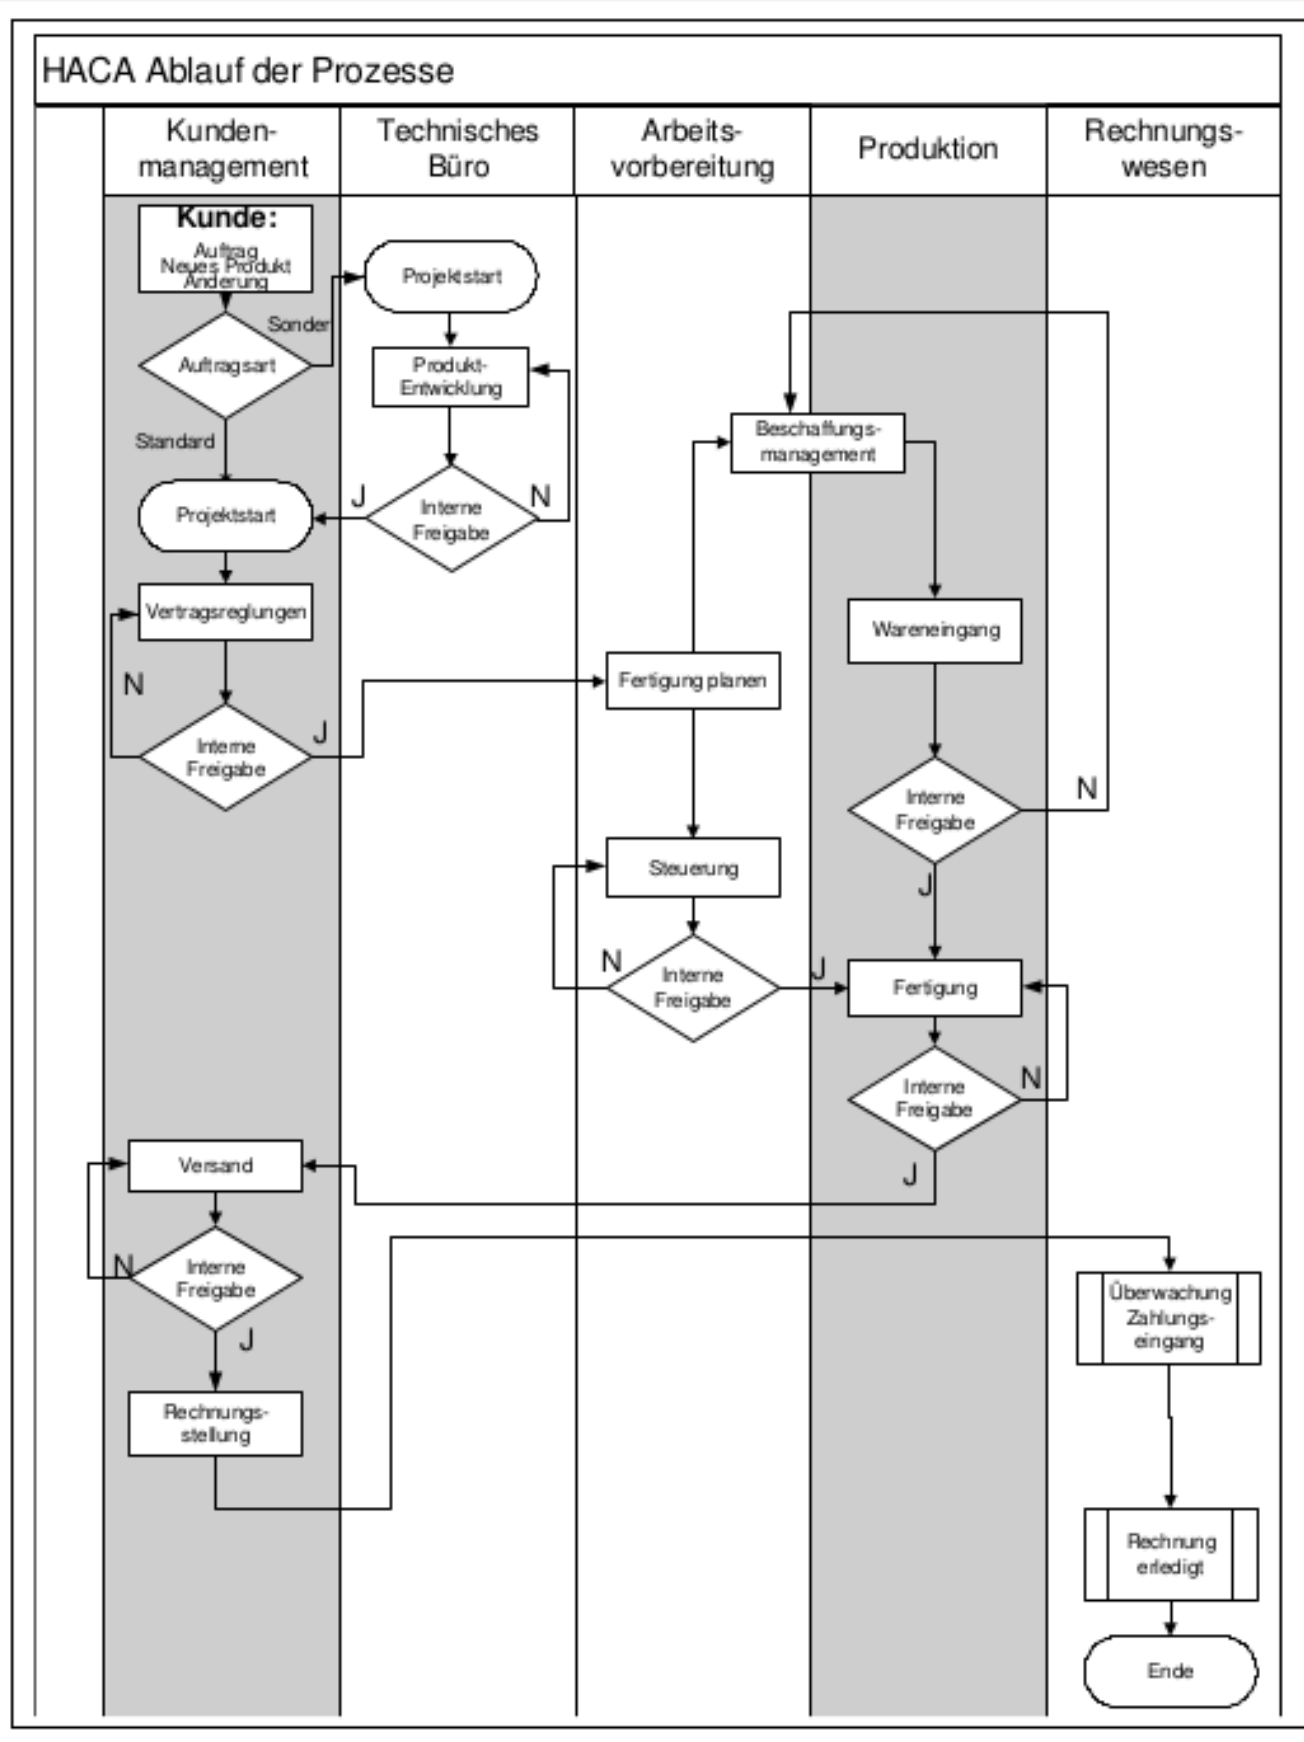 HACA Ablauf der Prozesse
Kunden-
management
Technisches
Büro
Arbeits-
vorbereitung
Produktion
Rechnungs-
wesen
Kunde:
Auftrag
Neues Produkt
Änderung
Sonder
Auftragsart
Standard
Projektstart
Produkt-
Entwicklung
Interne
Freigabe
J
N
Projektstart
Vertragsreglungen
N
Interne
Freigabe
J
Beschaffungs-
management
Wareneingang
Fertigung planen
Interne
Freigabe
N
J
Steuerung
N
Interne
Freigabe
J
Fertigung
Interne
Freigabe
N
J
Versand
N
Interne
Freigabe
J
Rechnungs-
stellung
Überwachung
Zahlungs-
eingang
Rechnung
erledigt
Ende